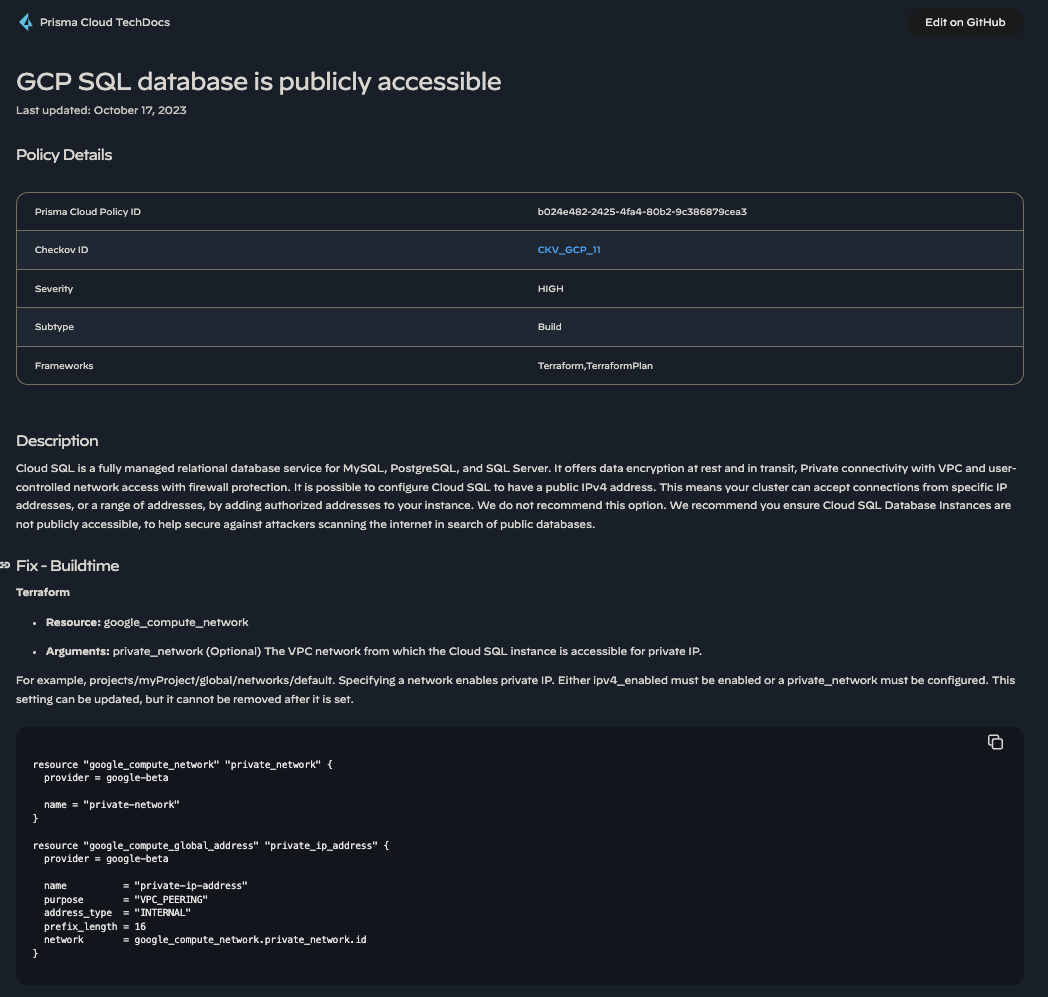 Prisma Cloud TechDocs
Edit on GitHub
GCP SQL database is publicly accessible
Last updated: October 17, 2023
Policy Details
Prisma Cloud Policy ID b024e482-2425-4fa4-80b2-9c386879cea3
Checkov ID CKV_GCP_11
Severity HIGH
Subtype Build
Frameworks Terraform,TerraformPlan
Description
Cloud SQL is a fully managed relational database service for MySQL, PostgreSQL, and SQL Server. It offers data encryption at rest and in transit, Private connectivity with VPC and user-
controlled network access with firewall protection. It is possible to configure Cloud SQL to have a public IPv4 address. This means your cluster can accept connections from specific IP
addresses, or a range of addresses, by adding authorized addresses to your instance. We do not recommend this option. We recommend you ensure Cloud SQL Database Instances are
not publicly accessible, to help secure against attackers scanning the internet in search of public databases.
Fix - Buildtime
Terraform
• Resource: google_compute_network
• Arguments: private_network (Optional) The VPC network from which the Cloud SQL instance is accessible for private IP.
For example, projects/myProject/global/networks/default. Specifying a network enables private IP. Either ipv4_enabled must be enabled or a private_network must be configured. This
setting can be updated, but it cannot be removed after it is set.
resource "google_compute_network" "private_network" {
  provider = google-beta
  name = "private-network"
}
resource "google_compute_global_address" "private_ip_address" {
  provider = google-beta
  name          = "private-ip-address"
  purpose       = "VPC_PEERING"
  address_type  = "INTERNAL"
  prefix_length = 16
  network       = google_compute_network.private_network.id
}